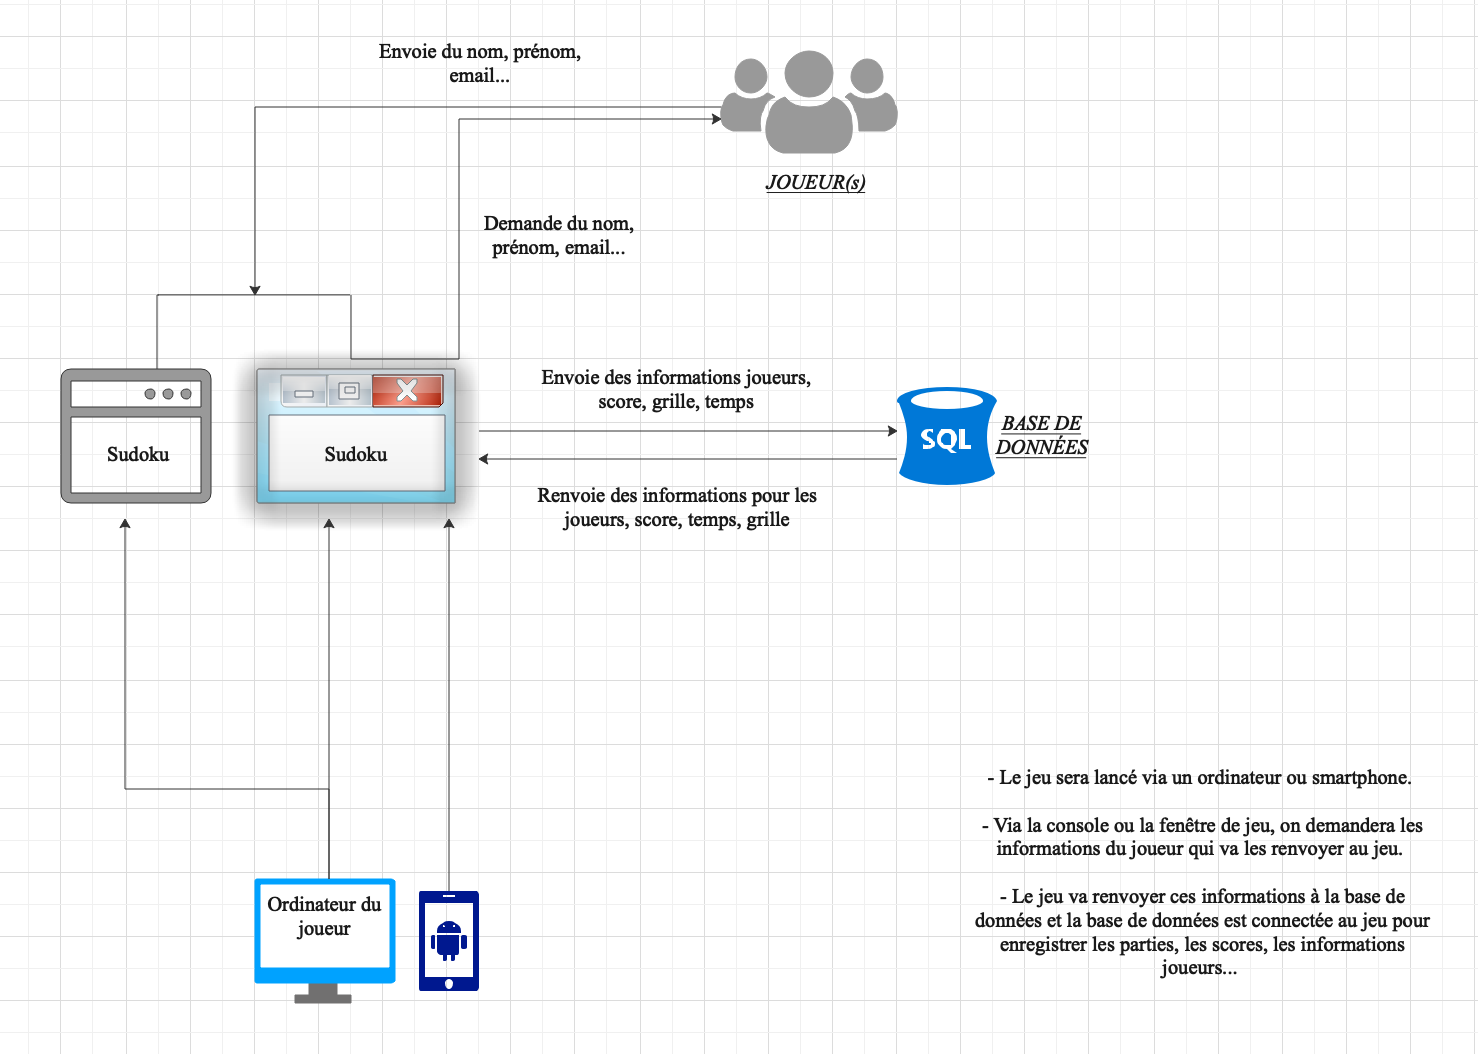 Envoie du nom, prénom,
email...
JOUEUR(s)
Demande du nom,
prénom, email...
Sudoku
Sudoku
Envoie des informations joueurs,
score, grille, temps
SQL
BASE DE
DONNÉES
Renvoie des informations pour les
joueurs, score, temps, grille
Ordinateur du
joueur
- Le jeu sera lancé via un ordinateur ou smartphone.
- Via la console ou la fenêtre de jeu, on demandera les
informations du joueur qui va les renvoyer au jeu.
- Le jeu va renvoyer ces informations à la base de
données et la base de données est connectée au jeu pour
enregistrer les parties, les scores, les informations
joueurs...